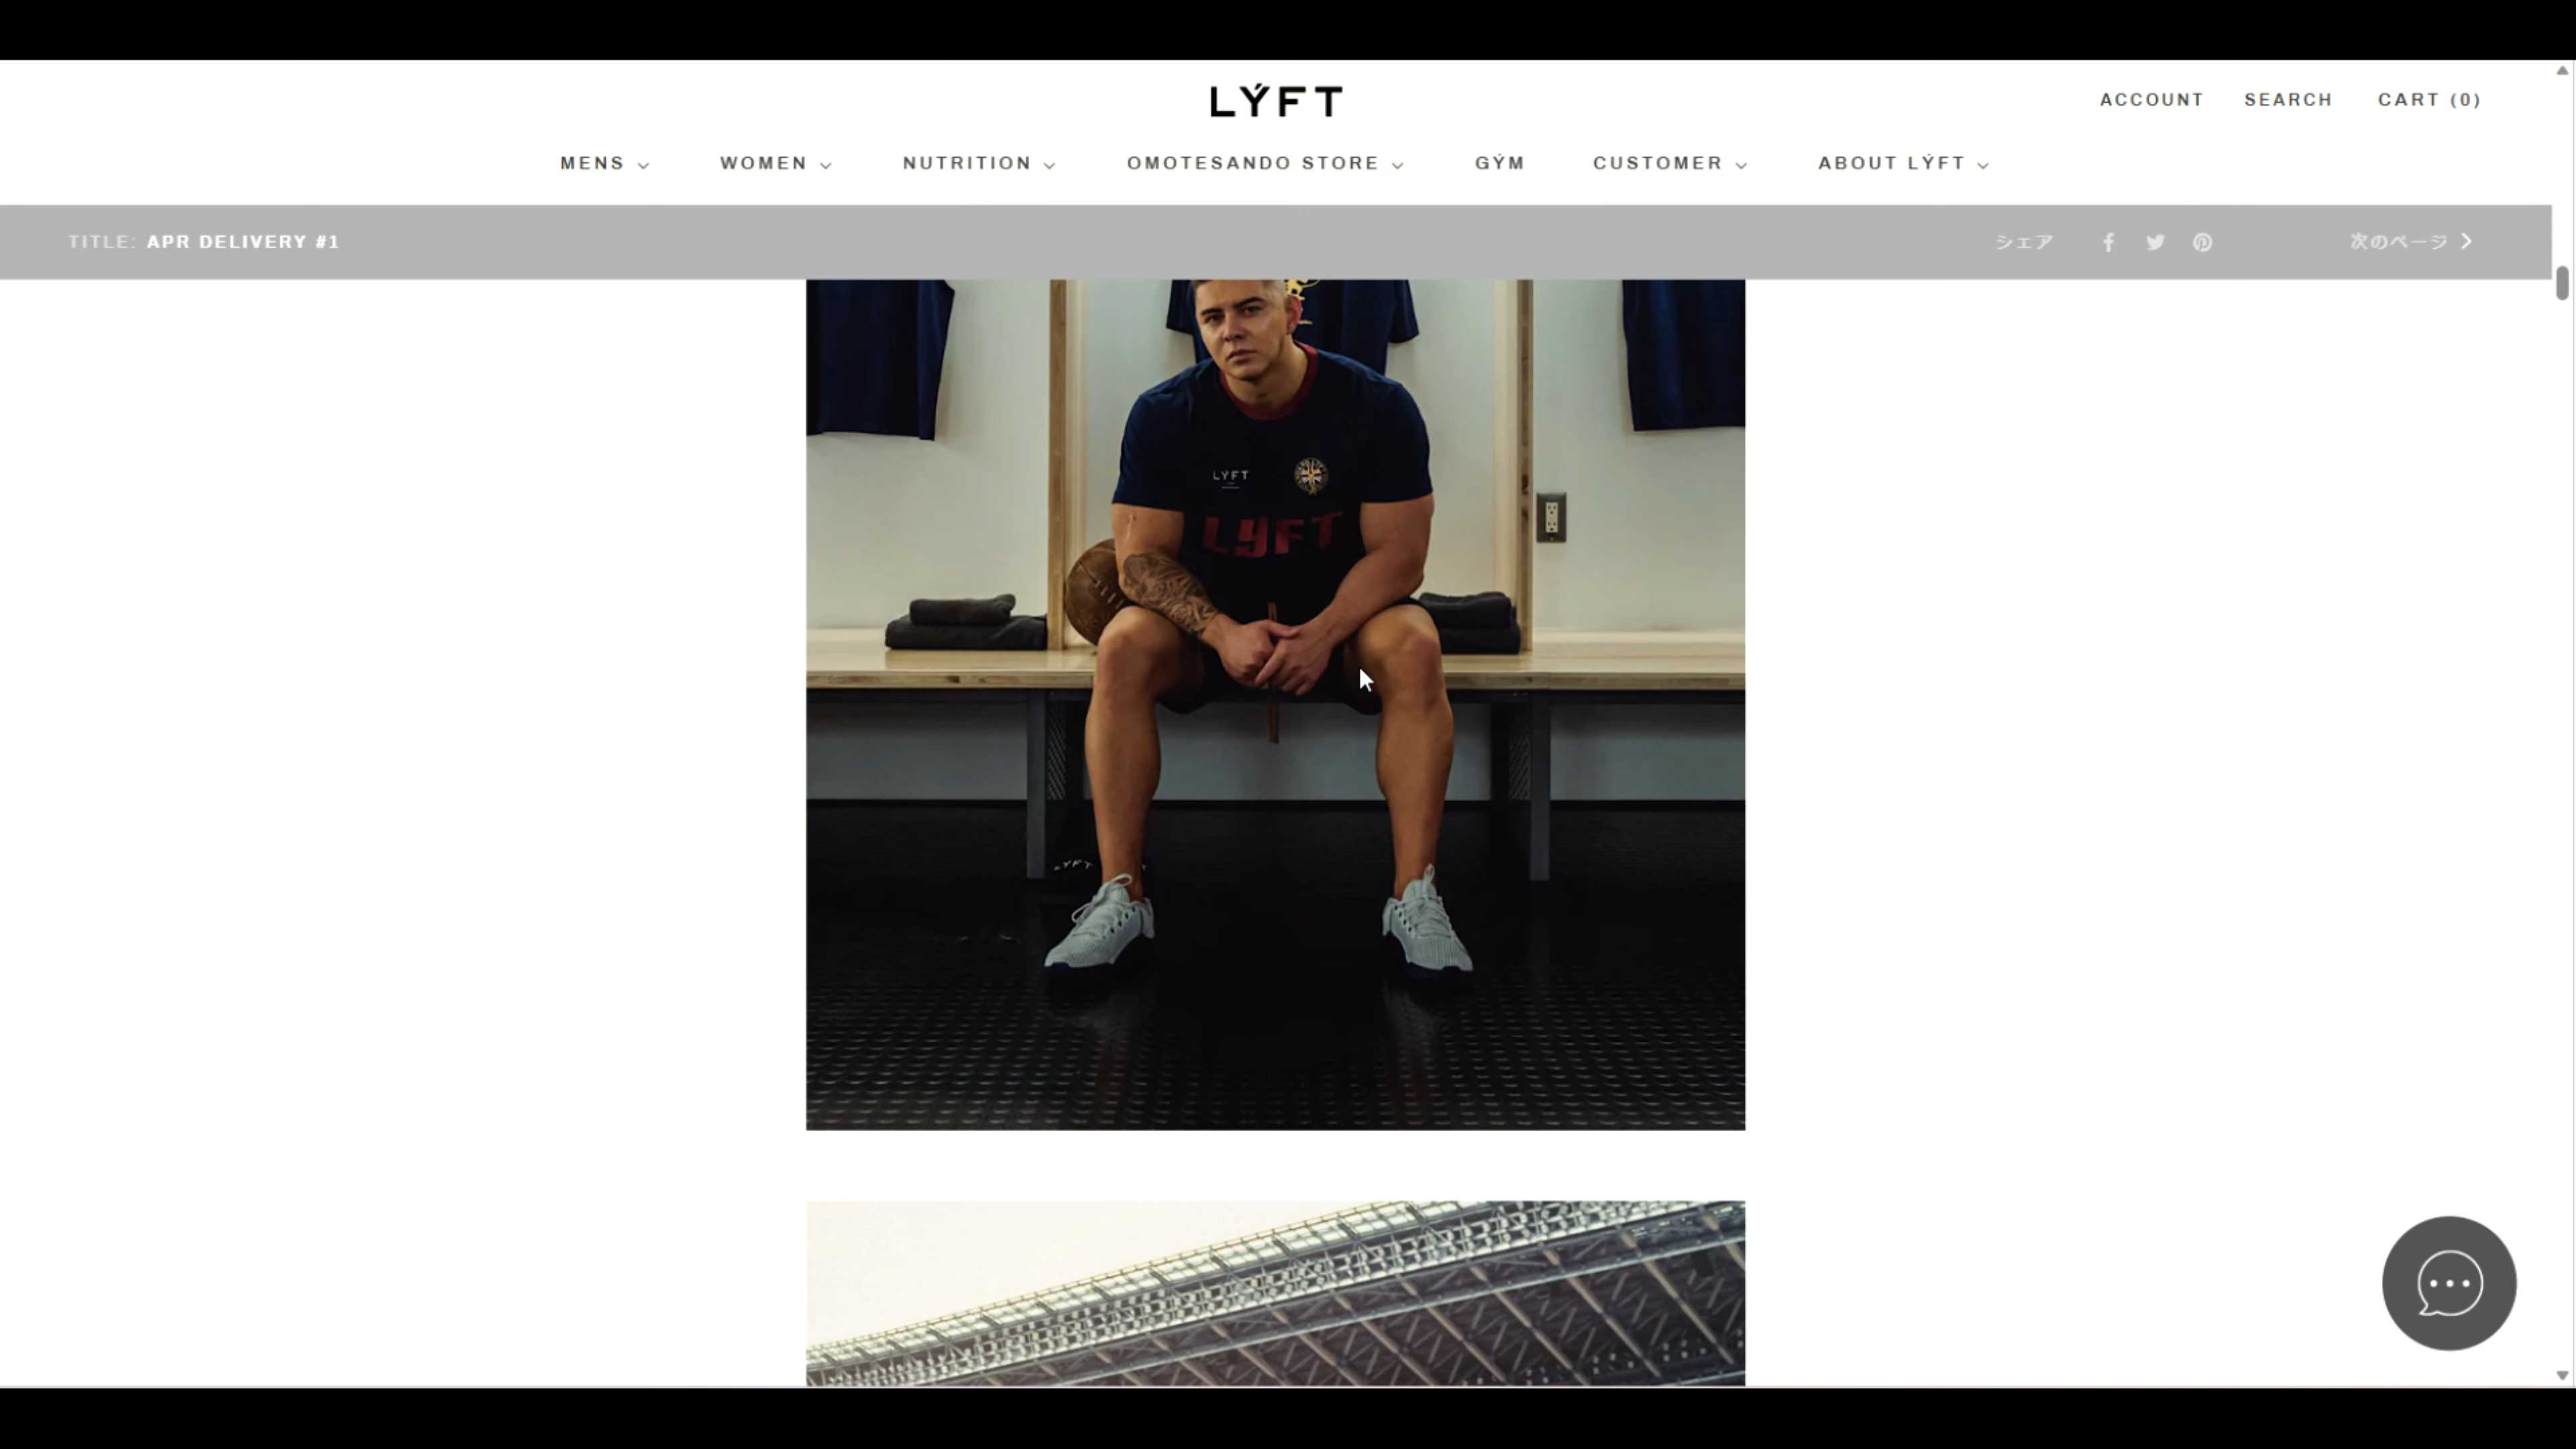 LÝFT
ACCOUNT SEARCH CART (0)
MENS WOMEN NUTRITION OMOTESANDO STORE GÝM CUSTOMER ABOUT LÝFT
TITLE: APR DELIVERY #1 シェア 次のページ
LYFT
LYFT
LYFT